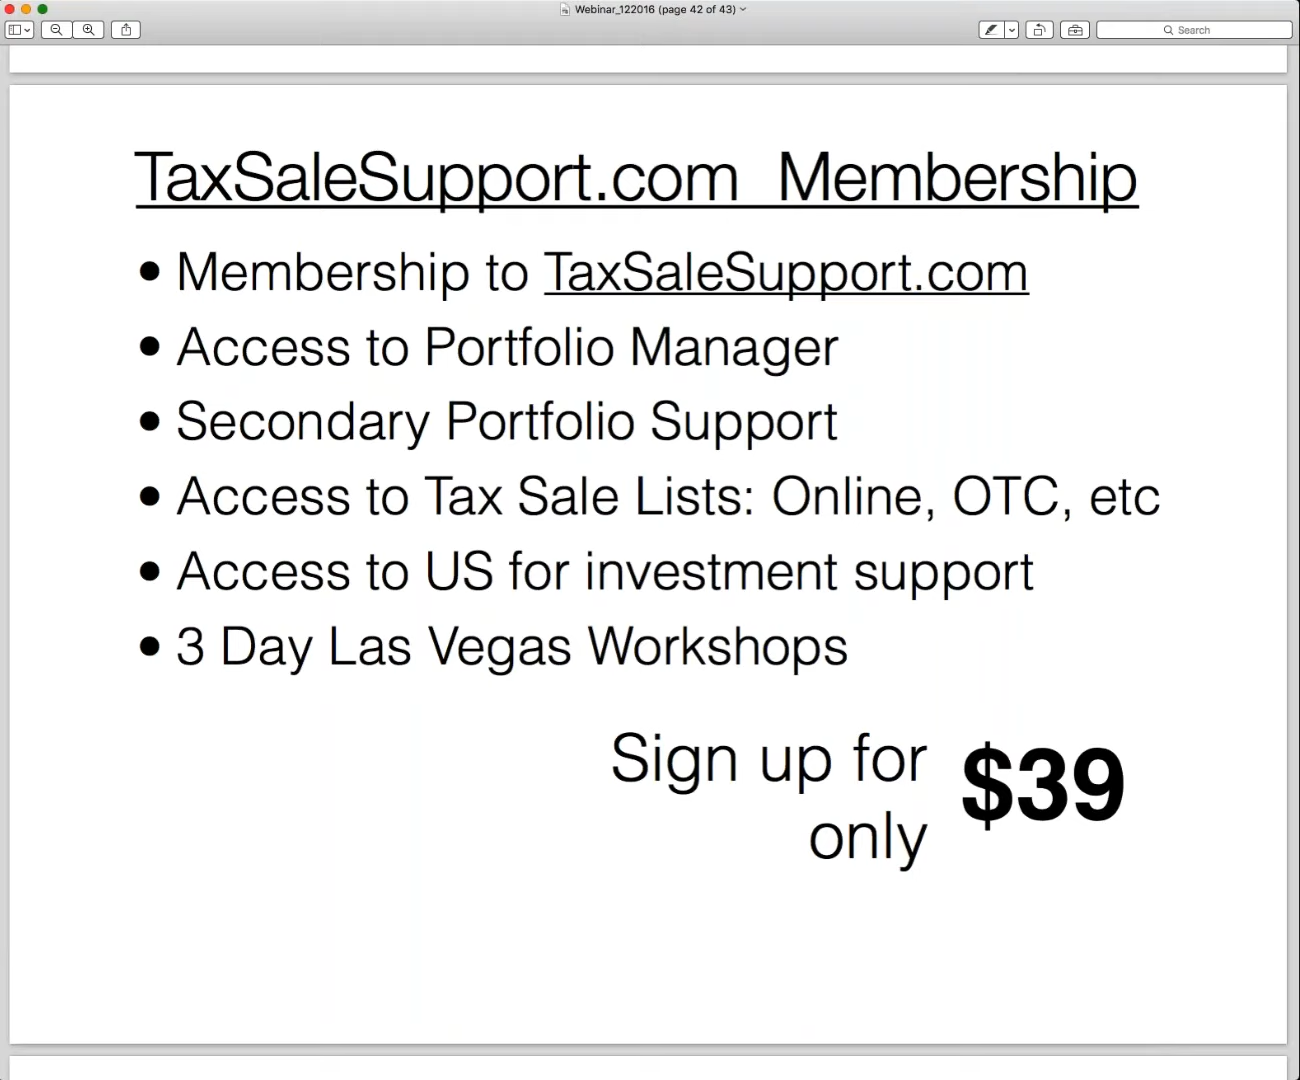 Webinar_122016 (page 42 of 43)
Search
TaxSaleSupport.com Membership
• Membership to TaxSaleSupport.com
• Access to Portfolio Manager
• Secondary Portfolio Support
• Access to Tax Sale Lists: Online, OTC, etc
• Access to US for investment support
• 3 Day Las Vegas Workshops
Sign up for
only
$39